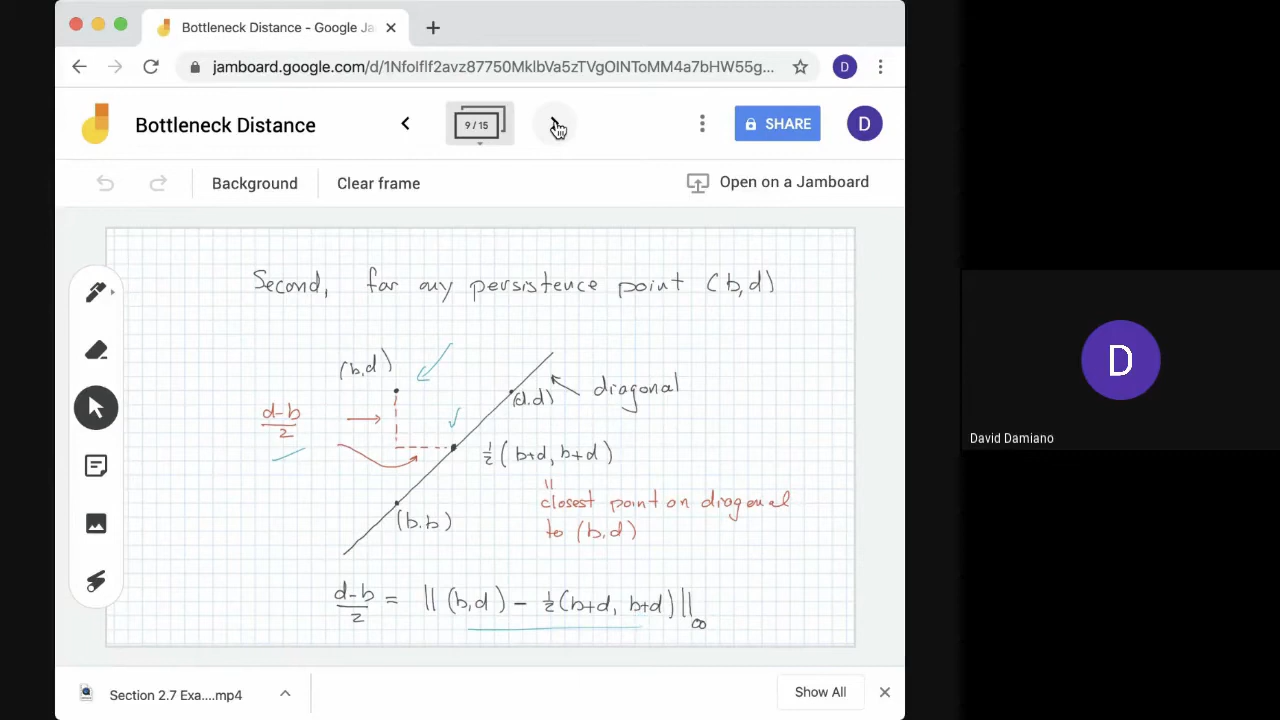 Bottleneck Distance - Google Ja
jamboard.google.com/d/1Nfolflf2avz87750MklbVa5zTVgOlNToMM4a7bHW55g...
D
Bottleneck Distance
9 / 15
SHARE
D
Background
Clear frame
Open on a Jamboard
Second, for any persistence point (b,d)
(b,d)
diagonal
(d.d)
d-b
2
½(b+d, b+d)
=
closest point on diagonal
to (b,d)
(b.b)
d-b/2 = ||(b,d) - ½(b+d, b+d)||∞
D
David Damiano
Section 2.7 Exa....mp4
Show All